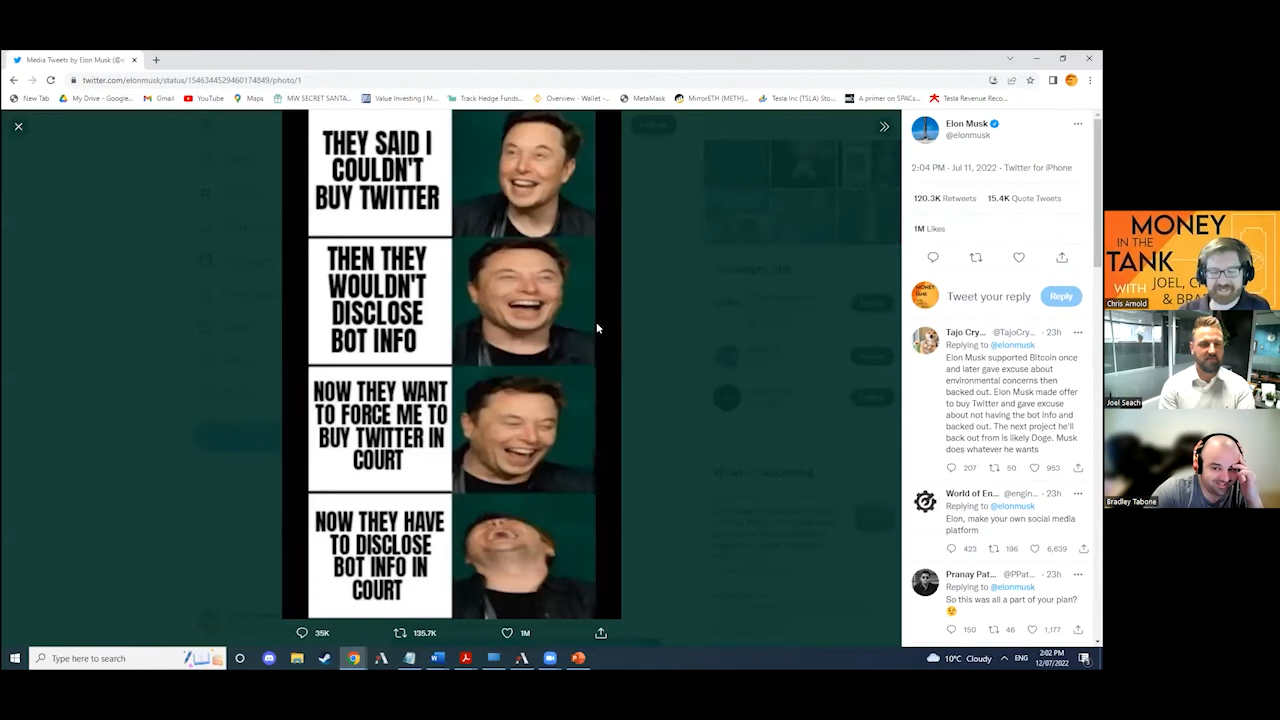 Media Tweets by Elon Musk (@e
twitter.com/elonmusk/status/1546344529460174849/photo/1
New Tab
My Drive - Google...
Gmail
YouTube
Maps
MW SECRET SANTA...
Value Investing | M...
Track Hedge Funds...
Overview - Wallet -...
MetaMask
MirrorETH (METH)...
Tesla Inc (TSLA) Sto...
A primer on SPACs...
Tesla Revenue Reco...
THEY SAID I
COULDN'T
BUY TWITTER
THEN THEY
WOULDN'T
DISCLOSE
BOT INFO
NOW THEY WANT
TO FORCE ME TO
BUY TWITTER IN
COURT
NOW THEY HAVE
TO DISCLOSE
BOT INFO IN
COURT
35K
135.7K
1M
Elon Musk
@elonmusk
2:04 PM · Jul 11, 2022 · Twitter for iPhone
120.3K Retweets 15.4K Quote Tweets
1M Likes
Tweet your reply
Reply
Tajo Cry... @TajoCry... · 23h
Replying to @elonmusk
Elon Musk supported Bitcoin once
and later gave excuse about
environmental concerns then
backed out. Elon Musk made offer
to buy Twitter and gave excuse
about not having the bot info and
backed out. The next project he'll
back out from is likely Doge. Musk
does whatever he wants
207 50 953
World of En... @engin... · 23h
Replying to @elonmusk
Elon, make your own social media
platform
423 196 6,639
Pranay Pat... @PPat... · 23h
Replying to @elonmusk
So this was all a part of your plan?
150 46 1,177
MONEY
IN THE
TANK
WITH JOEL,
&
Chris Arnold
Joel Seach
Bradley Tabone
Type here to search
10°C Cloudy
ENG
2:02 PM
12/07/2022